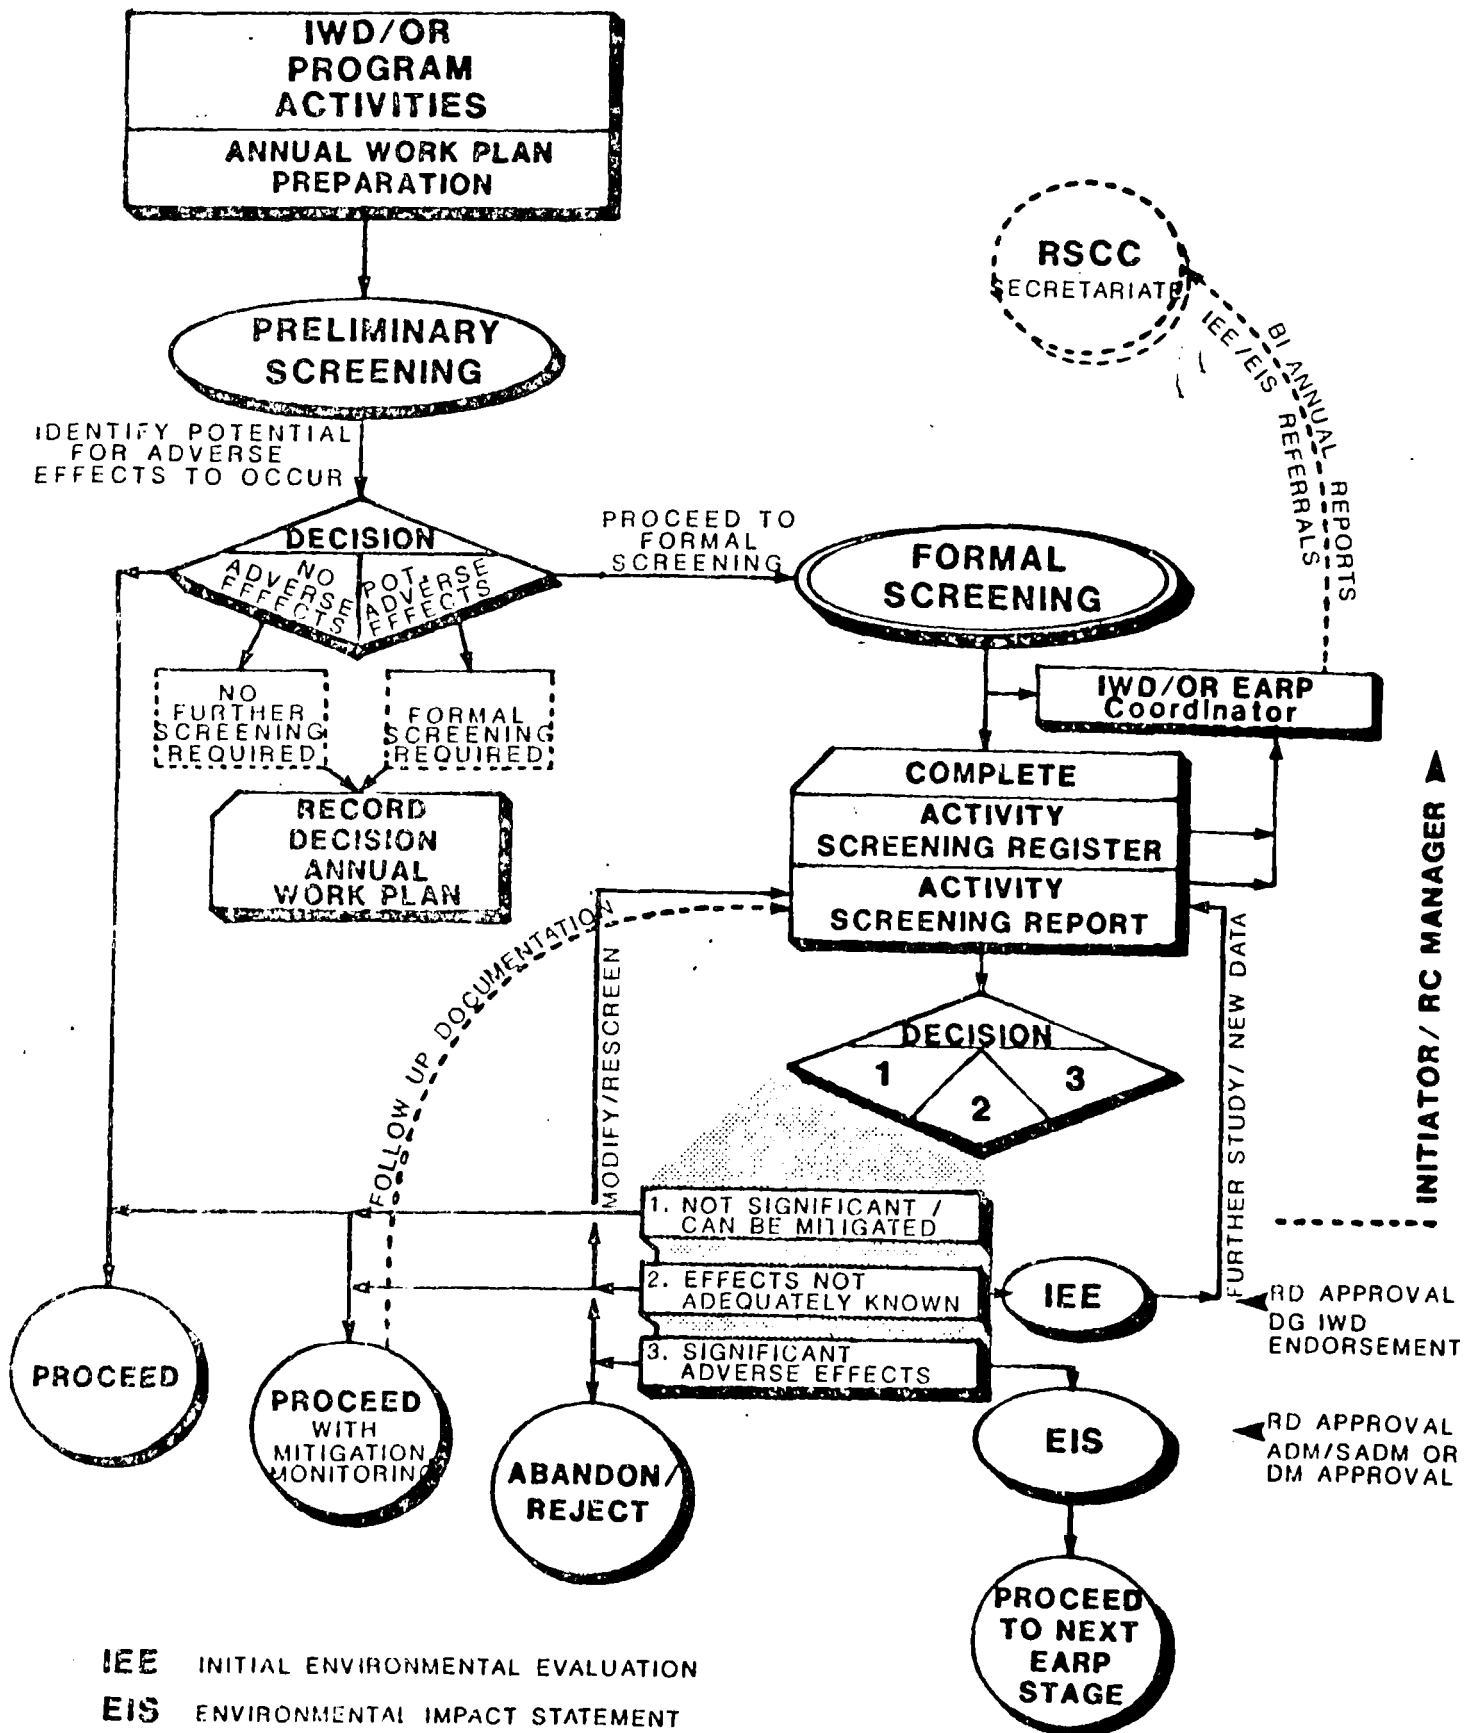 IWD/OR
PROGRAM
ACTIVITIES
ANNUAL WORK PLAN
PREPARATION
RSCC
SECRETARIATE
BI ANNUAL REPORTS
IEE/EIS REFERRALS
PRELIMINARY
SCREENING
IDENTIFY POTENTIAL
FOR ADVERSE
EFFECTS TO OCCUR
DECISION
NO
ADVERSE
EFFECTS
POT.
ADVERSE
EFFECTS
PROCEED TO
FORMAL
SCREENING
FORMAL
SCREENING
NO
FURTHER
SCREENING
REQUIRED
FORMAL
SCREENING
REQUIRED
RECORD
DECISION
ANNUAL
WORK PLAN
IWD/OR EARP
Coordinator
COMPLETE
ACTIVITY
SCREENING REGISTER
ACTIVITY
SCREENING REPORT
INITIATOR/ RC MANAGER
FOLLOW UP DOCUMENTATION
MODIFY/RESCREEN
FURTHER STUDY/ NEW DATA
DECISION
1
2
3
1. NOT SIGNIFICANT /
CAN BE MITIGATED
2. EFFECTS NOT
ADEQUATELY KNOWN
3. SIGNIFICANT
ADVERSE EFFECTS
IEE
RD APPROVAL
DG IWD
ENDORSEMENT
EIS
RD APPROVAL
ADM/SADM OR
DM APPROVAL
PROCEED
PROCEED
WITH
MITIGATION
MONITORING
ABANDON/
REJECT
PROCEED
TO NEXT
EARP
STAGE
IEE INITIAL ENVIRONMENTAL EVALUATION
EIS ENVIRONMENTAL IMPACT STATEMENT